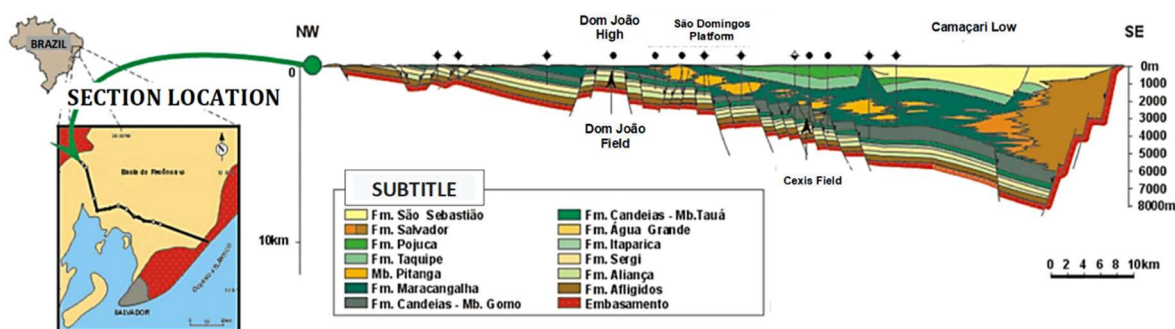 BRAZIL
SECTION LOCATION
N
OCEANO ATLÂNTICO
SALVADOR
NW
Dom João
High
São Domingos
Platform
Camaçari Low
SE
0
10km
Dom João
Field
Cexis Field
0m
1000
2000
3000
4000
5000
6000
7000
8000m
SUBTITLE
Fm. São Sebastião
Fm. Salvador
Fm. Pojuca
Fm. Taquipe
Mb. Pitanga
Fm. Maracangalha
Fm. Candeias - Mb. Gomo
Fm. Candeias - Mb.Tauá
Fm. Água Grande
Fm. Itaparica
Fm. Sergi
Fm. Aliança
Fm. Afligidos
Embasamento
0 2 4 6 8 10km